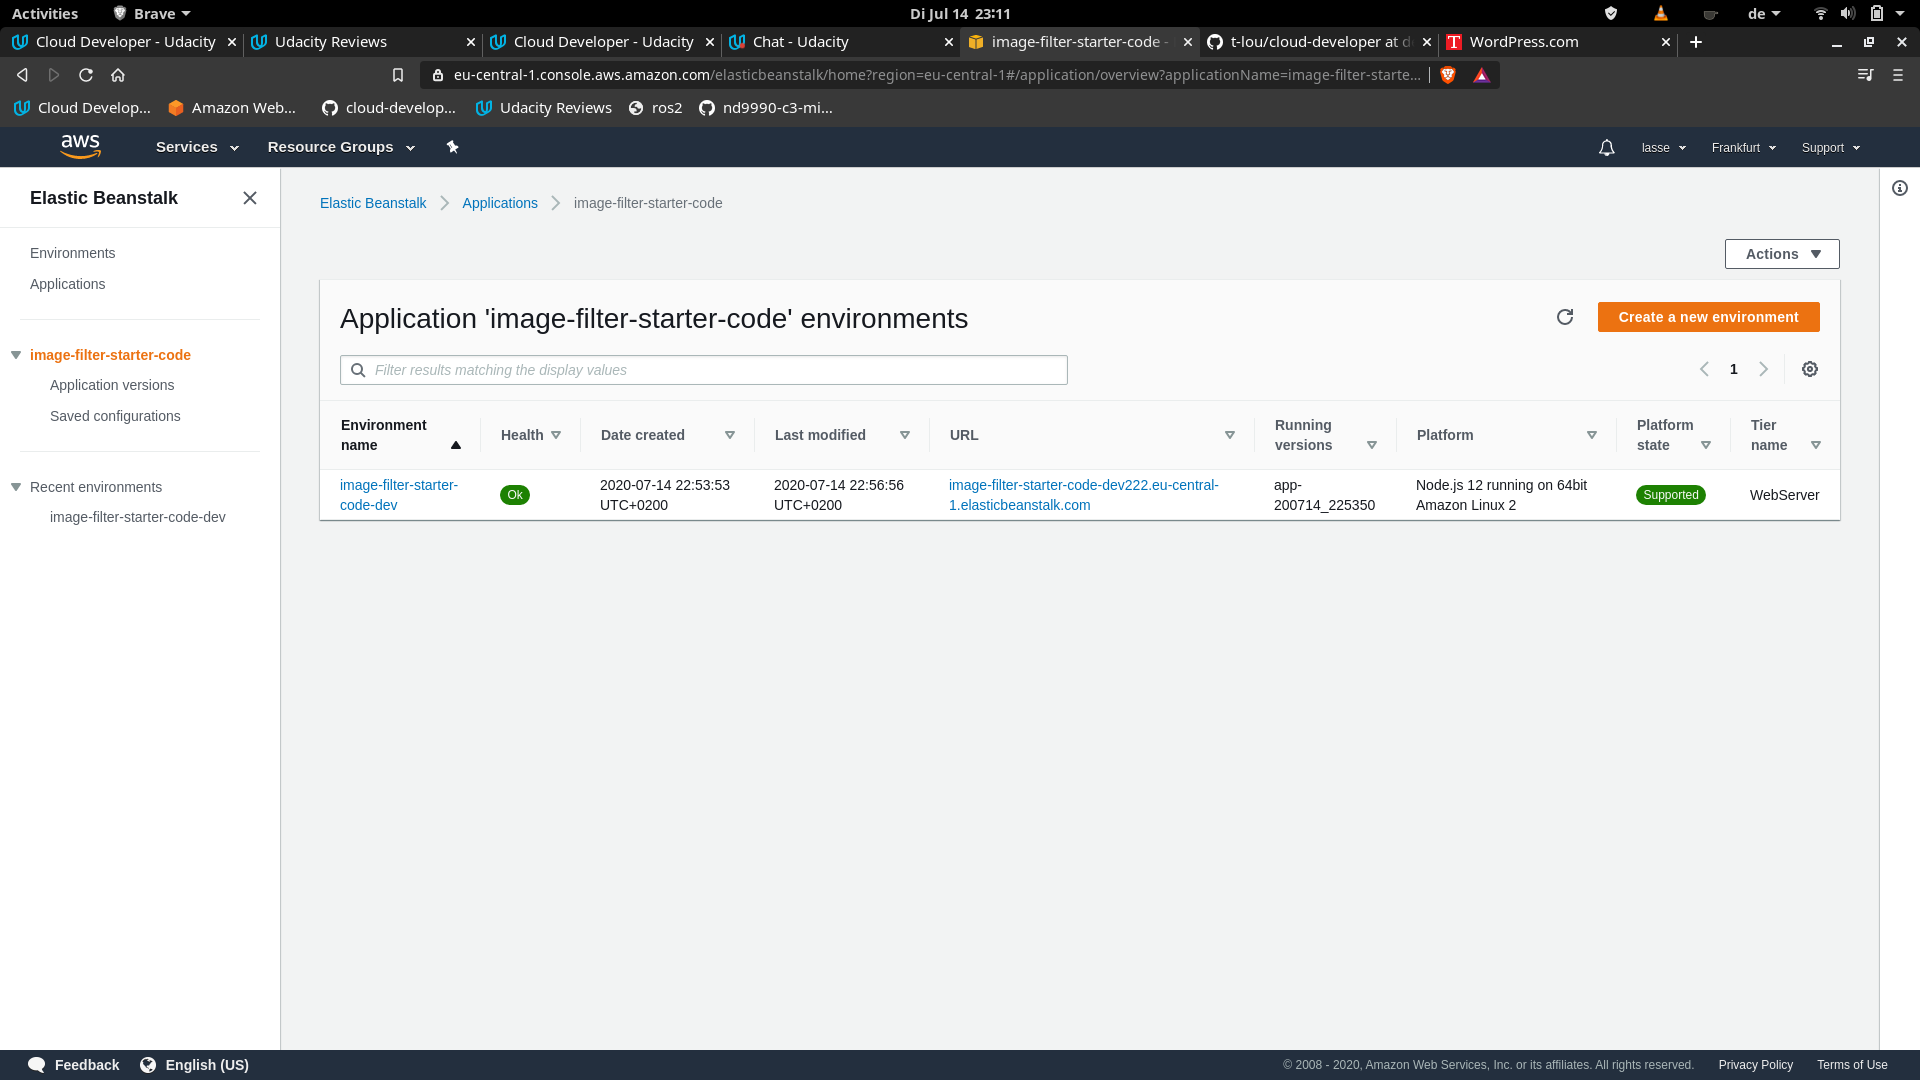 Activities
Brave
Di Jul 14 23:11
de
Cloud Developer - Udacity
Udacity Reviews
Cloud Developer - Udacity
Chat - Udacity
image-filter-starter-code -
t-lou/cloud-developer at d
WordPress.com
eu-central-1.console.aws.amazon.com/elasticbeanstalk/home?region=eu-central-1#/application/overview?applicationName=image-filter-starte...
Cloud Develop...
Amazon Web...
cloud-develop...
Udacity Reviews
ros2
nd9990-c3-mi...
aws
Services
Resource Groups
lasse
Frankfurt
Support
Elastic Beanstalk
Environments
Applications
image-filter-starter-code
Application versions
Saved configurations
Recent environments
image-filter-starter-code-dev
Elastic Beanstalk
Applications
image-filter-starter-code
Actions
Application 'image-filter-starter-code' environments
Create a new environment
Filter results matching the display values
1
Environment name
Health
Date created
Last modified
URL
Running versions
Platform
Platform state
Tier name
image-filter-starter-
code-dev
Ok
2020-07-14 22:53:53
UTC+0200
2020-07-14 22:56:56
UTC+0200
image-filter-starter-code-dev222.eu-central-
1.elasticbeanstalk.com
app-
200714_225350
Node.js 12 running on 64bit
Amazon Linux 2
Supported
WebServer
Feedback
English (US)
© 2008 - 2020, Amazon Web Services, Inc. or its affiliates. All rights reserved.
Privacy Policy
Terms of Use